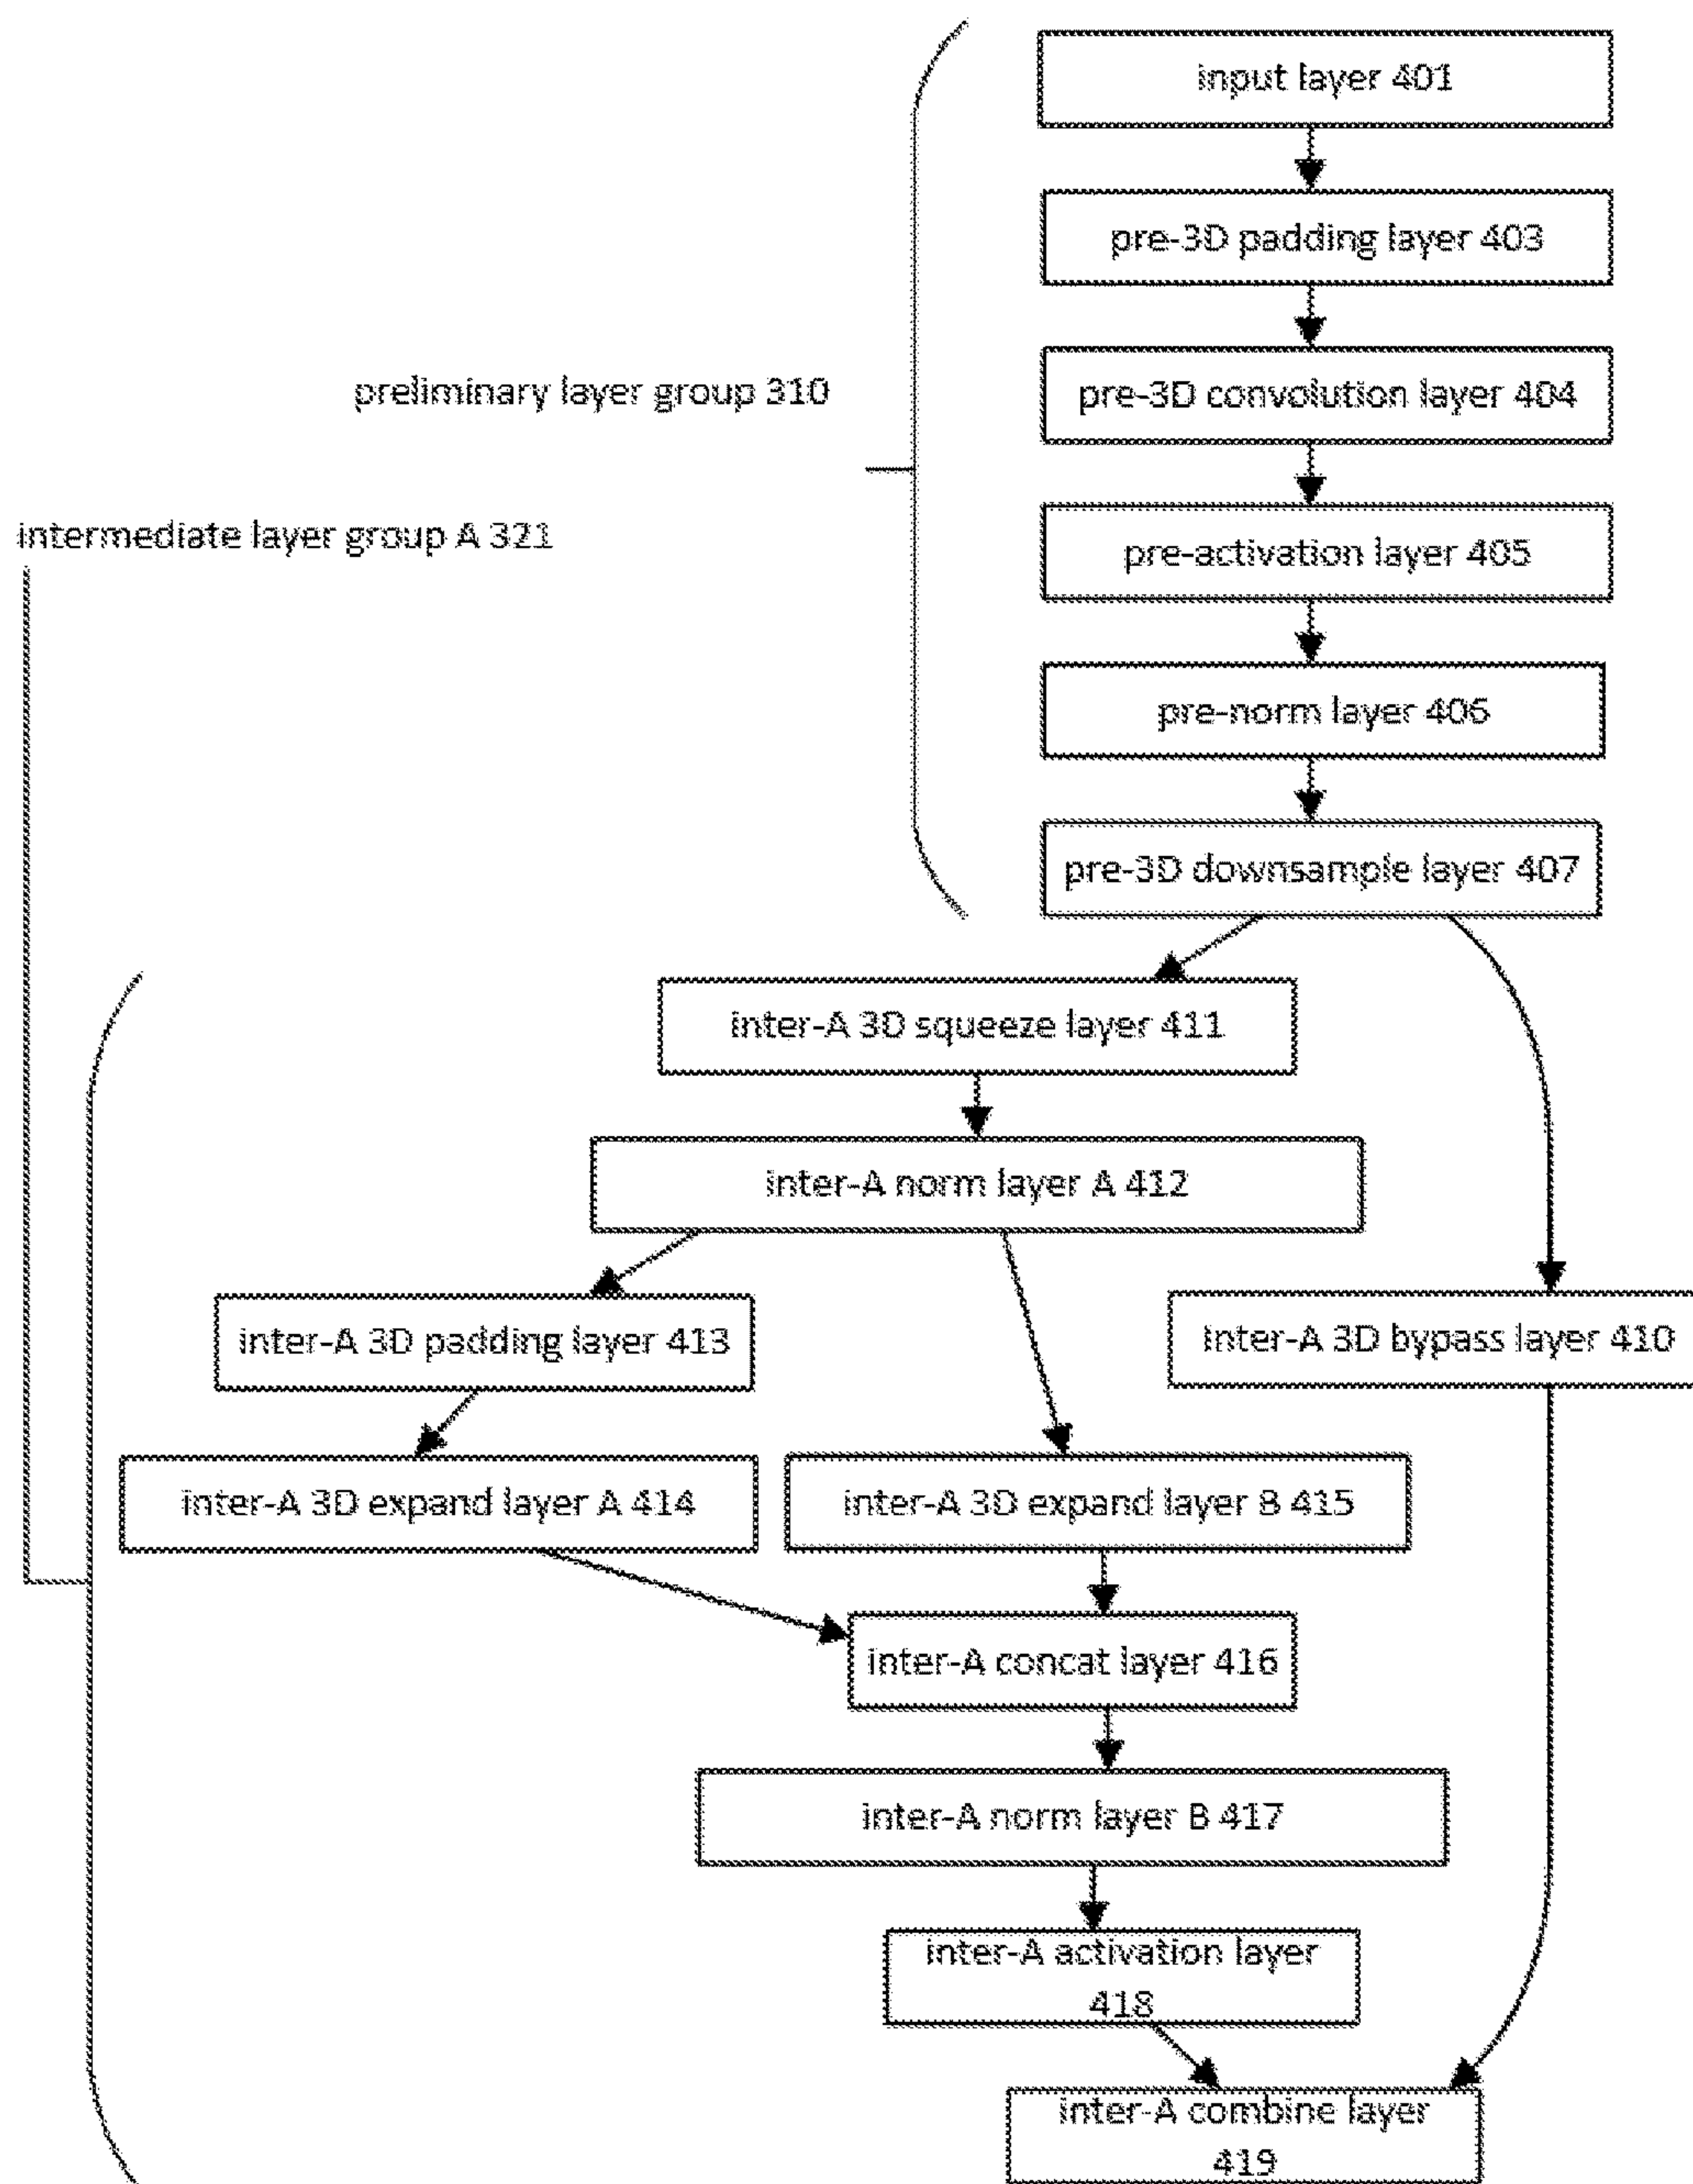 input layer 401
pre-3D padding layer 403
pre-3D convolution layer 404
preliminary layer group 310
intermediate layer group A 321
pre-activation layer 405
pre-norm layer 406
pre-3D downsample layer 407
inter-A 3D squeeze layer 411
inter-A norm layer A 412
inter-A 3D padding layer 413
inter-A 3D bypass layer 410
inter-A 3D expand layer A 414
inter-A 3D expand layer B 415
inter-A concat layer 416
inter-A norm layer B 417
inter-A activation layer
418
inter-A combine layer
419